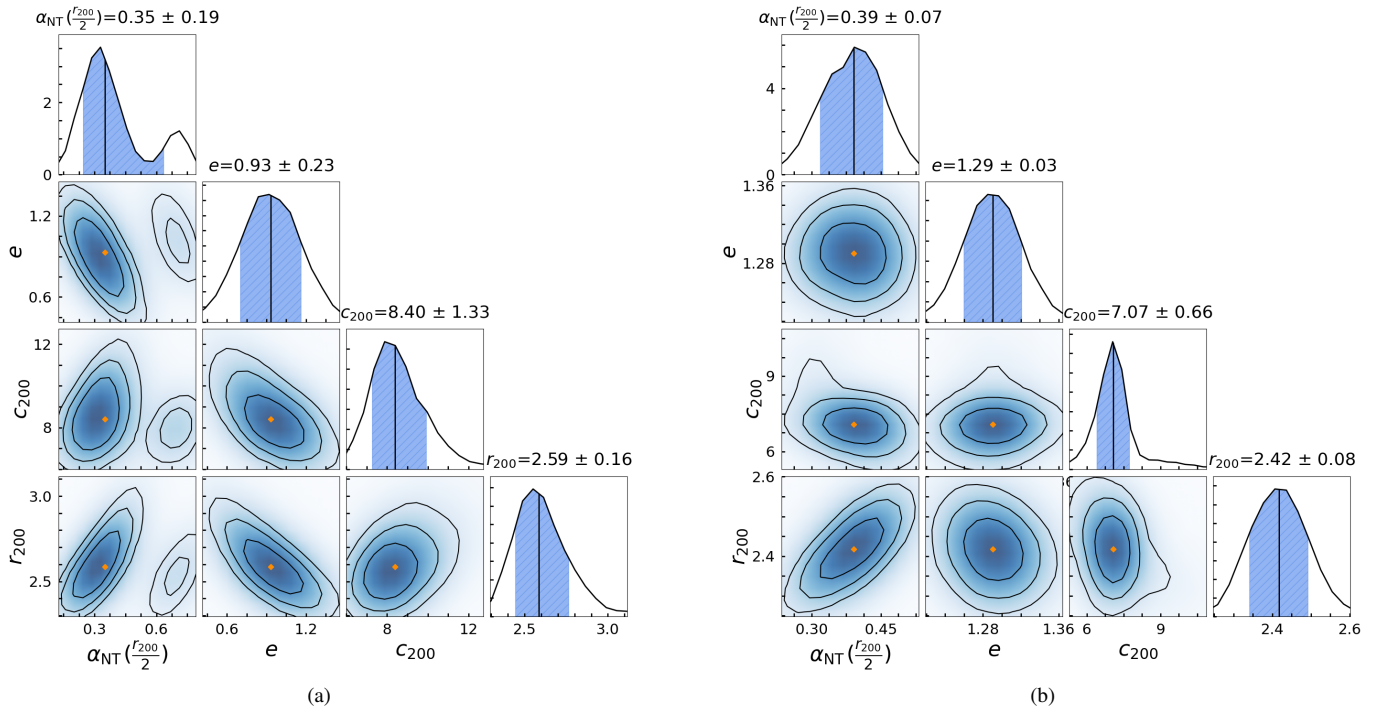 α_NT(r_200/2)=0.35 ± 0.19
2
0
e=0.93 ± 0.23
e
1.2
0.6
c_200=8.40 ± 1.33
c_200
12
8
r_200=2.59 ± 0.16
r_200
3.0
2.5
0.3 0.6
0.6 1.2
8 12
2.5 3.0
α_NT(r_200/2)
e
c_200
(a)
α_NT(r_200/2)=0.39 ± 0.07
4
0
e=1.29 ± 0.03
e
1.36
1.28
c_200=7.07 ± 0.66
c_200
9
6
r_200=2.42 ± 0.08
r_200
2.6
2.4
0.30 0.45
1.28 1.36
6 9
2.4 2.6
α_NT(r_200/2)
e
c_200
(b)